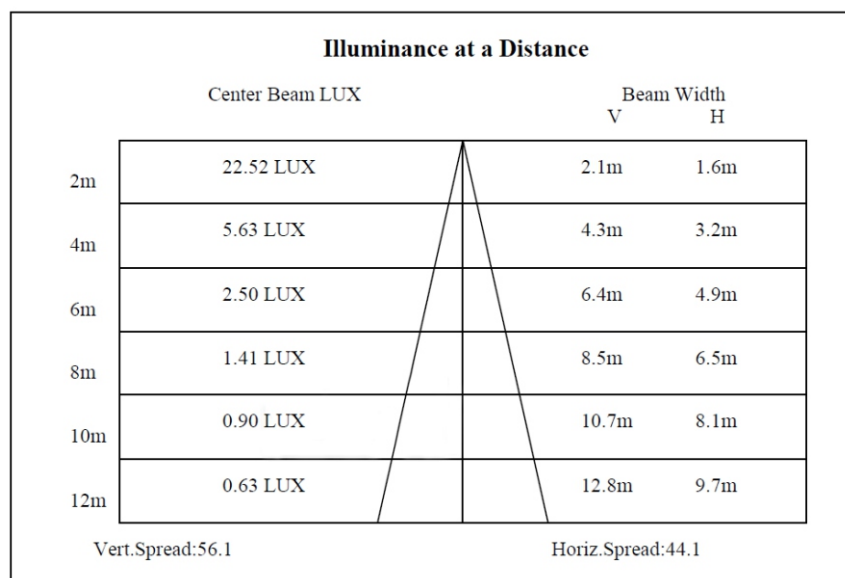 Illuminance at a Distance
Center Beam LUX Beam Width
V H
2m 22.52 LUX 2.1m 1.6m
4m 5.63 LUX 4.3m 3.2m
6m 2.50 LUX 6.4m 4.9m
8m 1.41 LUX 8.5m 6.5m
10m 0.90 LUX 10.7m 8.1m
12m 0.63 LUX 12.8m 9.7m
Vert.Spread:56.1 Horiz.Spread:44.1